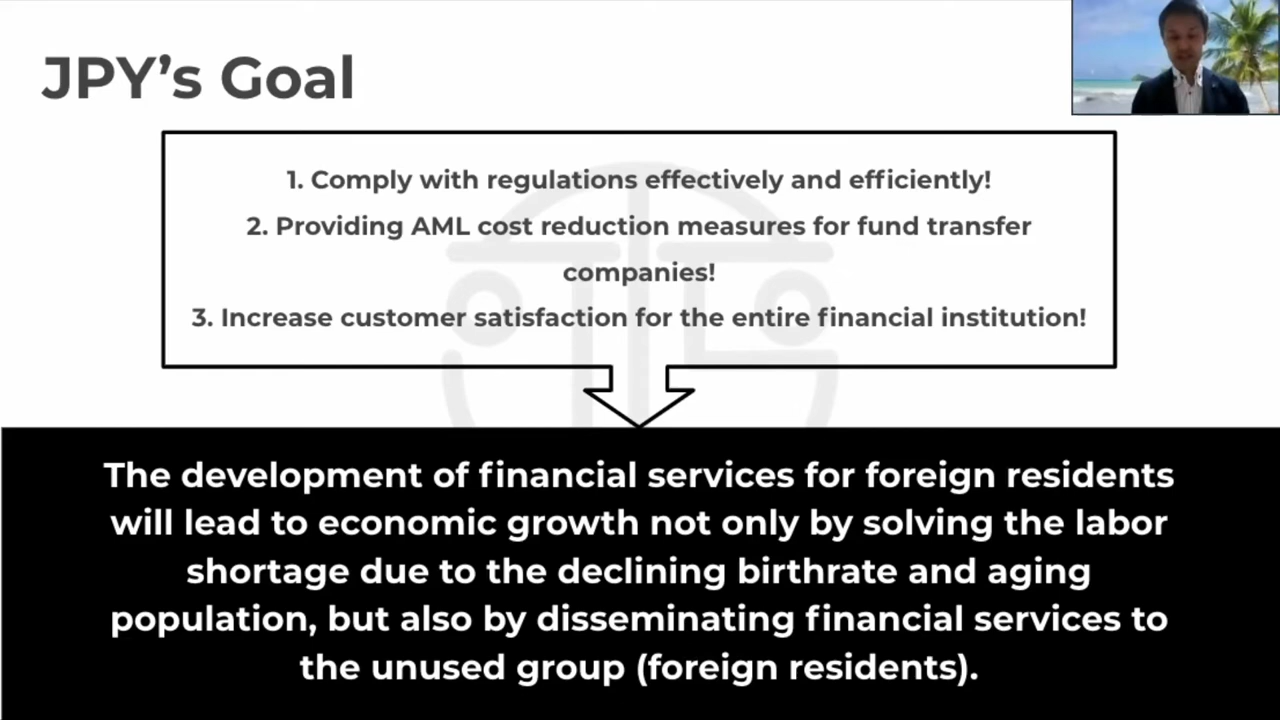 JPY’s Goal
1. Comply with regulations effectively and efficiently!
2. Providing AML cost reduction measures for fund transfer
companies!
3. Increase customer satisfaction for the entire financial institution!
The development of financial services for foreign residents
will lead to economic growth not only by solving the labor
shortage due to the declining birthrate and aging
population, but also by disseminating financial services to
the unused group (foreign residents).